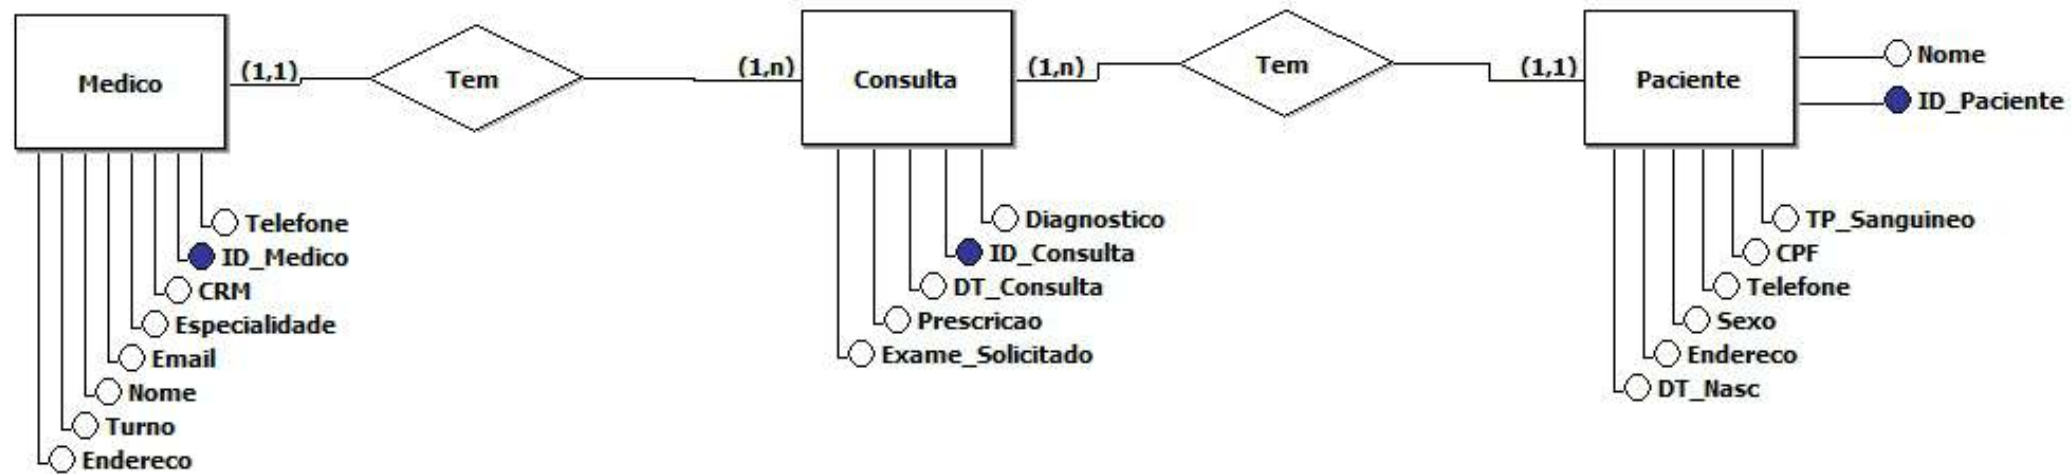 Medico
(1,1)
Tem
(1,n)
Consulta
(1,n)
Tem
(1,1)
Paciente
Nome
ID_Paciente
Telefone
ID_Medico
CRM
Especialidade
Email
Nome
Turno
Endereco
Diagnostico
ID_Consulta
DT_Consulta
Prescricao
Exame_Solicitado
TP_Sanguineo
CPF
Telefone
Sexo
Endereco
DT_Nasc